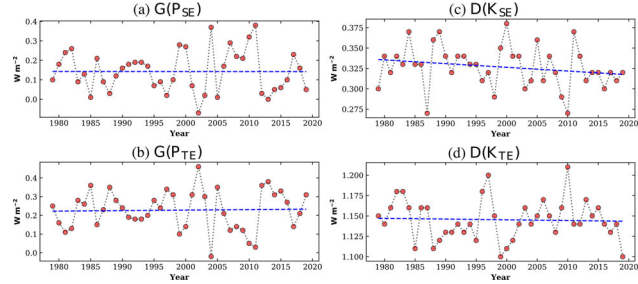 (a) G(P_SE)
W m⁻²
0.4
0.3
0.2
0.1
0.0
1980 1985 1990 1995 2000 2005 2010 2015 2020
Year
(c) D(K_SE)
W m⁻²
0.375
0.350
0.325
0.300
0.275
1980 1985 1990 1995 2000 2005 2010 2015 2020
Year
(b) G(P_TE)
W m⁻²
0.4
0.3
0.2
0.1
0.0
1980 1985 1990 1995 2000 2005 2010 2015 2020
Year
(d) D(K_TE)
W m⁻²
1.200
1.175
1.150
1.125
1.100
1980 1985 1990 1995 2000 2005 2010 2015 2020
Year